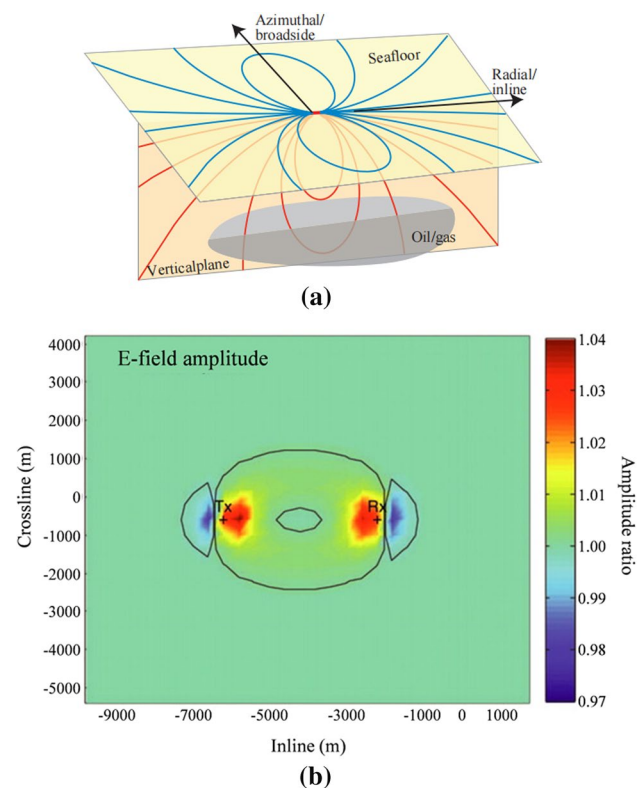 Azimuthal/
broadside
Seafloor
Radial/
inline
Oil/gas
Verticalplane
(a)
E-field amplitude
4000
3000
2000
1000
0
-1000
-2000
-3000
-4000
-5000
Crossline (m)
Tx
Rx
-9000 -7000 -5000 -3000 0 1000
Inline (m)
1.04
1.03
1.02
1.01
1.00
0.99
0.98
0.97
Amplitude ratio
(b)